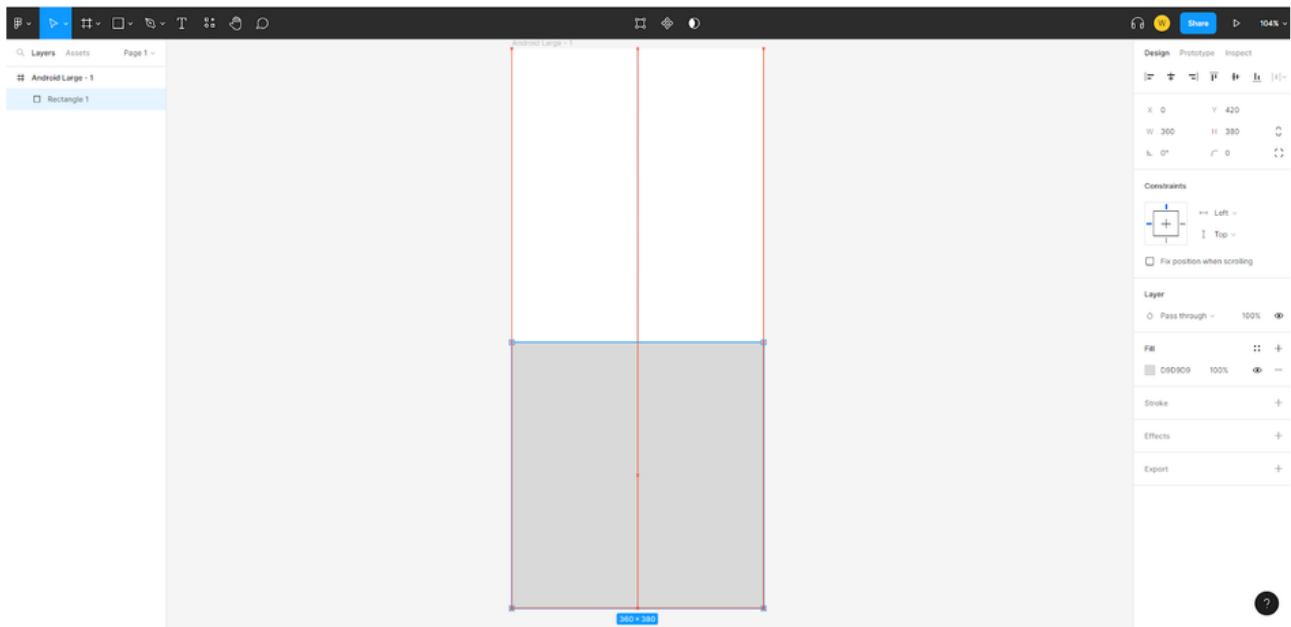 W
Share
104%
Layers Assets Page 1
Android Large - 1
Rectangle 1
Android Large - 1
360 × 380
Design Prototype Inspect
X 0 Y 420
W 360 H 380
0° 0
Constraints
Left
Top
Fix position when scrolling
Layer
Pass through 100%
Fill
D9D9D9 100%
Stroke
Effects
Export
?